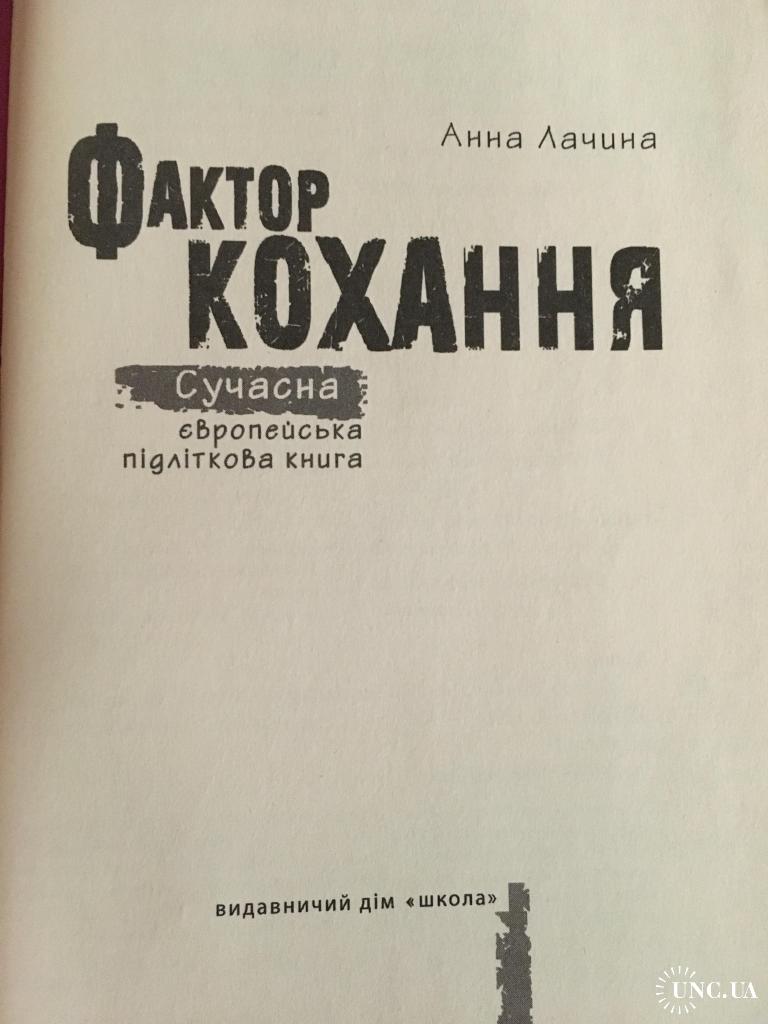 Анна Лачина
Фактор
кохання
Сучасна
європейська
підліткова книга
видавничий дім «школа»
UNC.UA